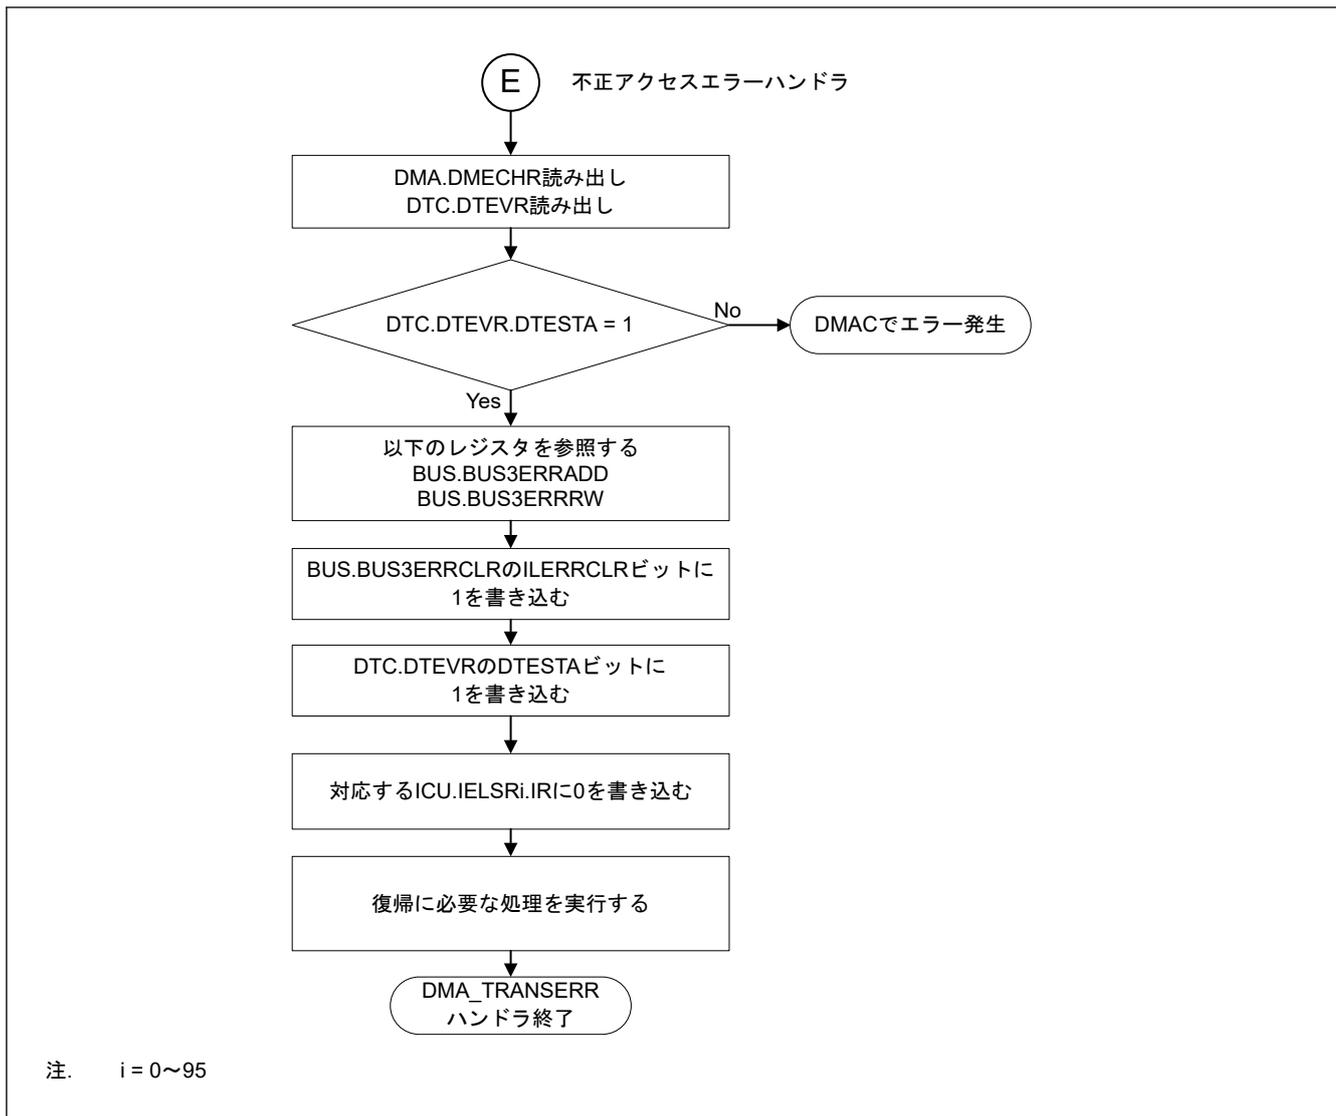 E 不正アクセスエラーハンドラ
DMA.DMECHR読み出し
DTC.DTEVR読み出し
DTC.DTEVR.DTESTA = 1
No
DMACでエラー発生
Yes
以下のレジスタを参照する
BUS.BUS3ERRADD
BUS.BUS3ERRRW
BUS.BUS3ERRCLRのILERRCLRビットに
1を書き込む
DTC.DTEVRのDTESTAビットに
1を書き込む
対応するICU.IELSRi.IRに0を書き込む
復帰に必要な処理を実行する
DMA_TRANSERR
ハンドラ終了
注. i = 0～95